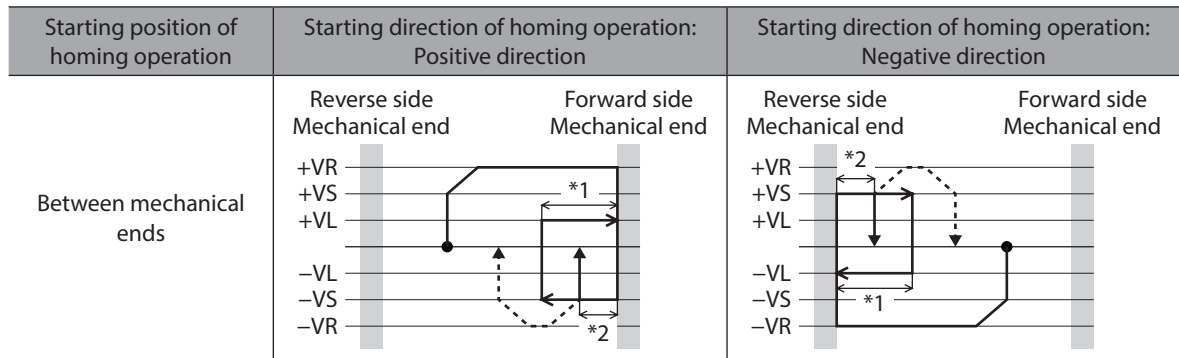 Starting position of
homing operation
Starting direction of homing operation:
Positive direction
Starting direction of homing operation:
Negative direction
Between mechanical
ends
Reverse side
Mechanical end
Forward side
Mechanical end
+VR
+VS
+VL
−VL
−VS
−VR
*1
*2
Reverse side
Mechanical end
Forward side
Mechanical end
+VR
+VS
+VL
−VL
−VS
−VR
*2
*1